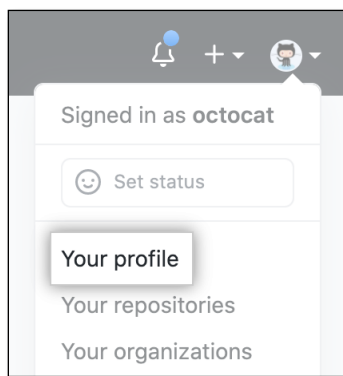 Signed in as octocat
Set status
Your profile
Your repositories
Your organizations